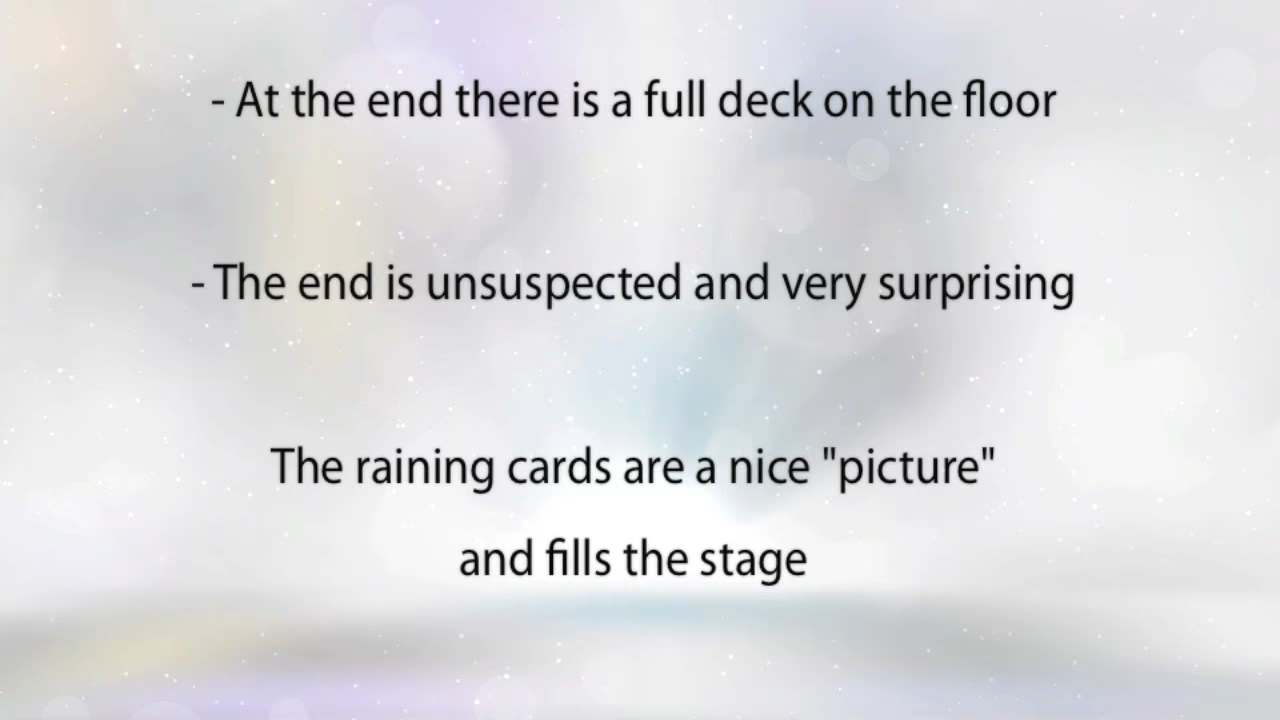 - At the end there is a full deck on the floor
- The end is unsuspected and very surprising
The raining cards are a nice "picture"
and fills the stage